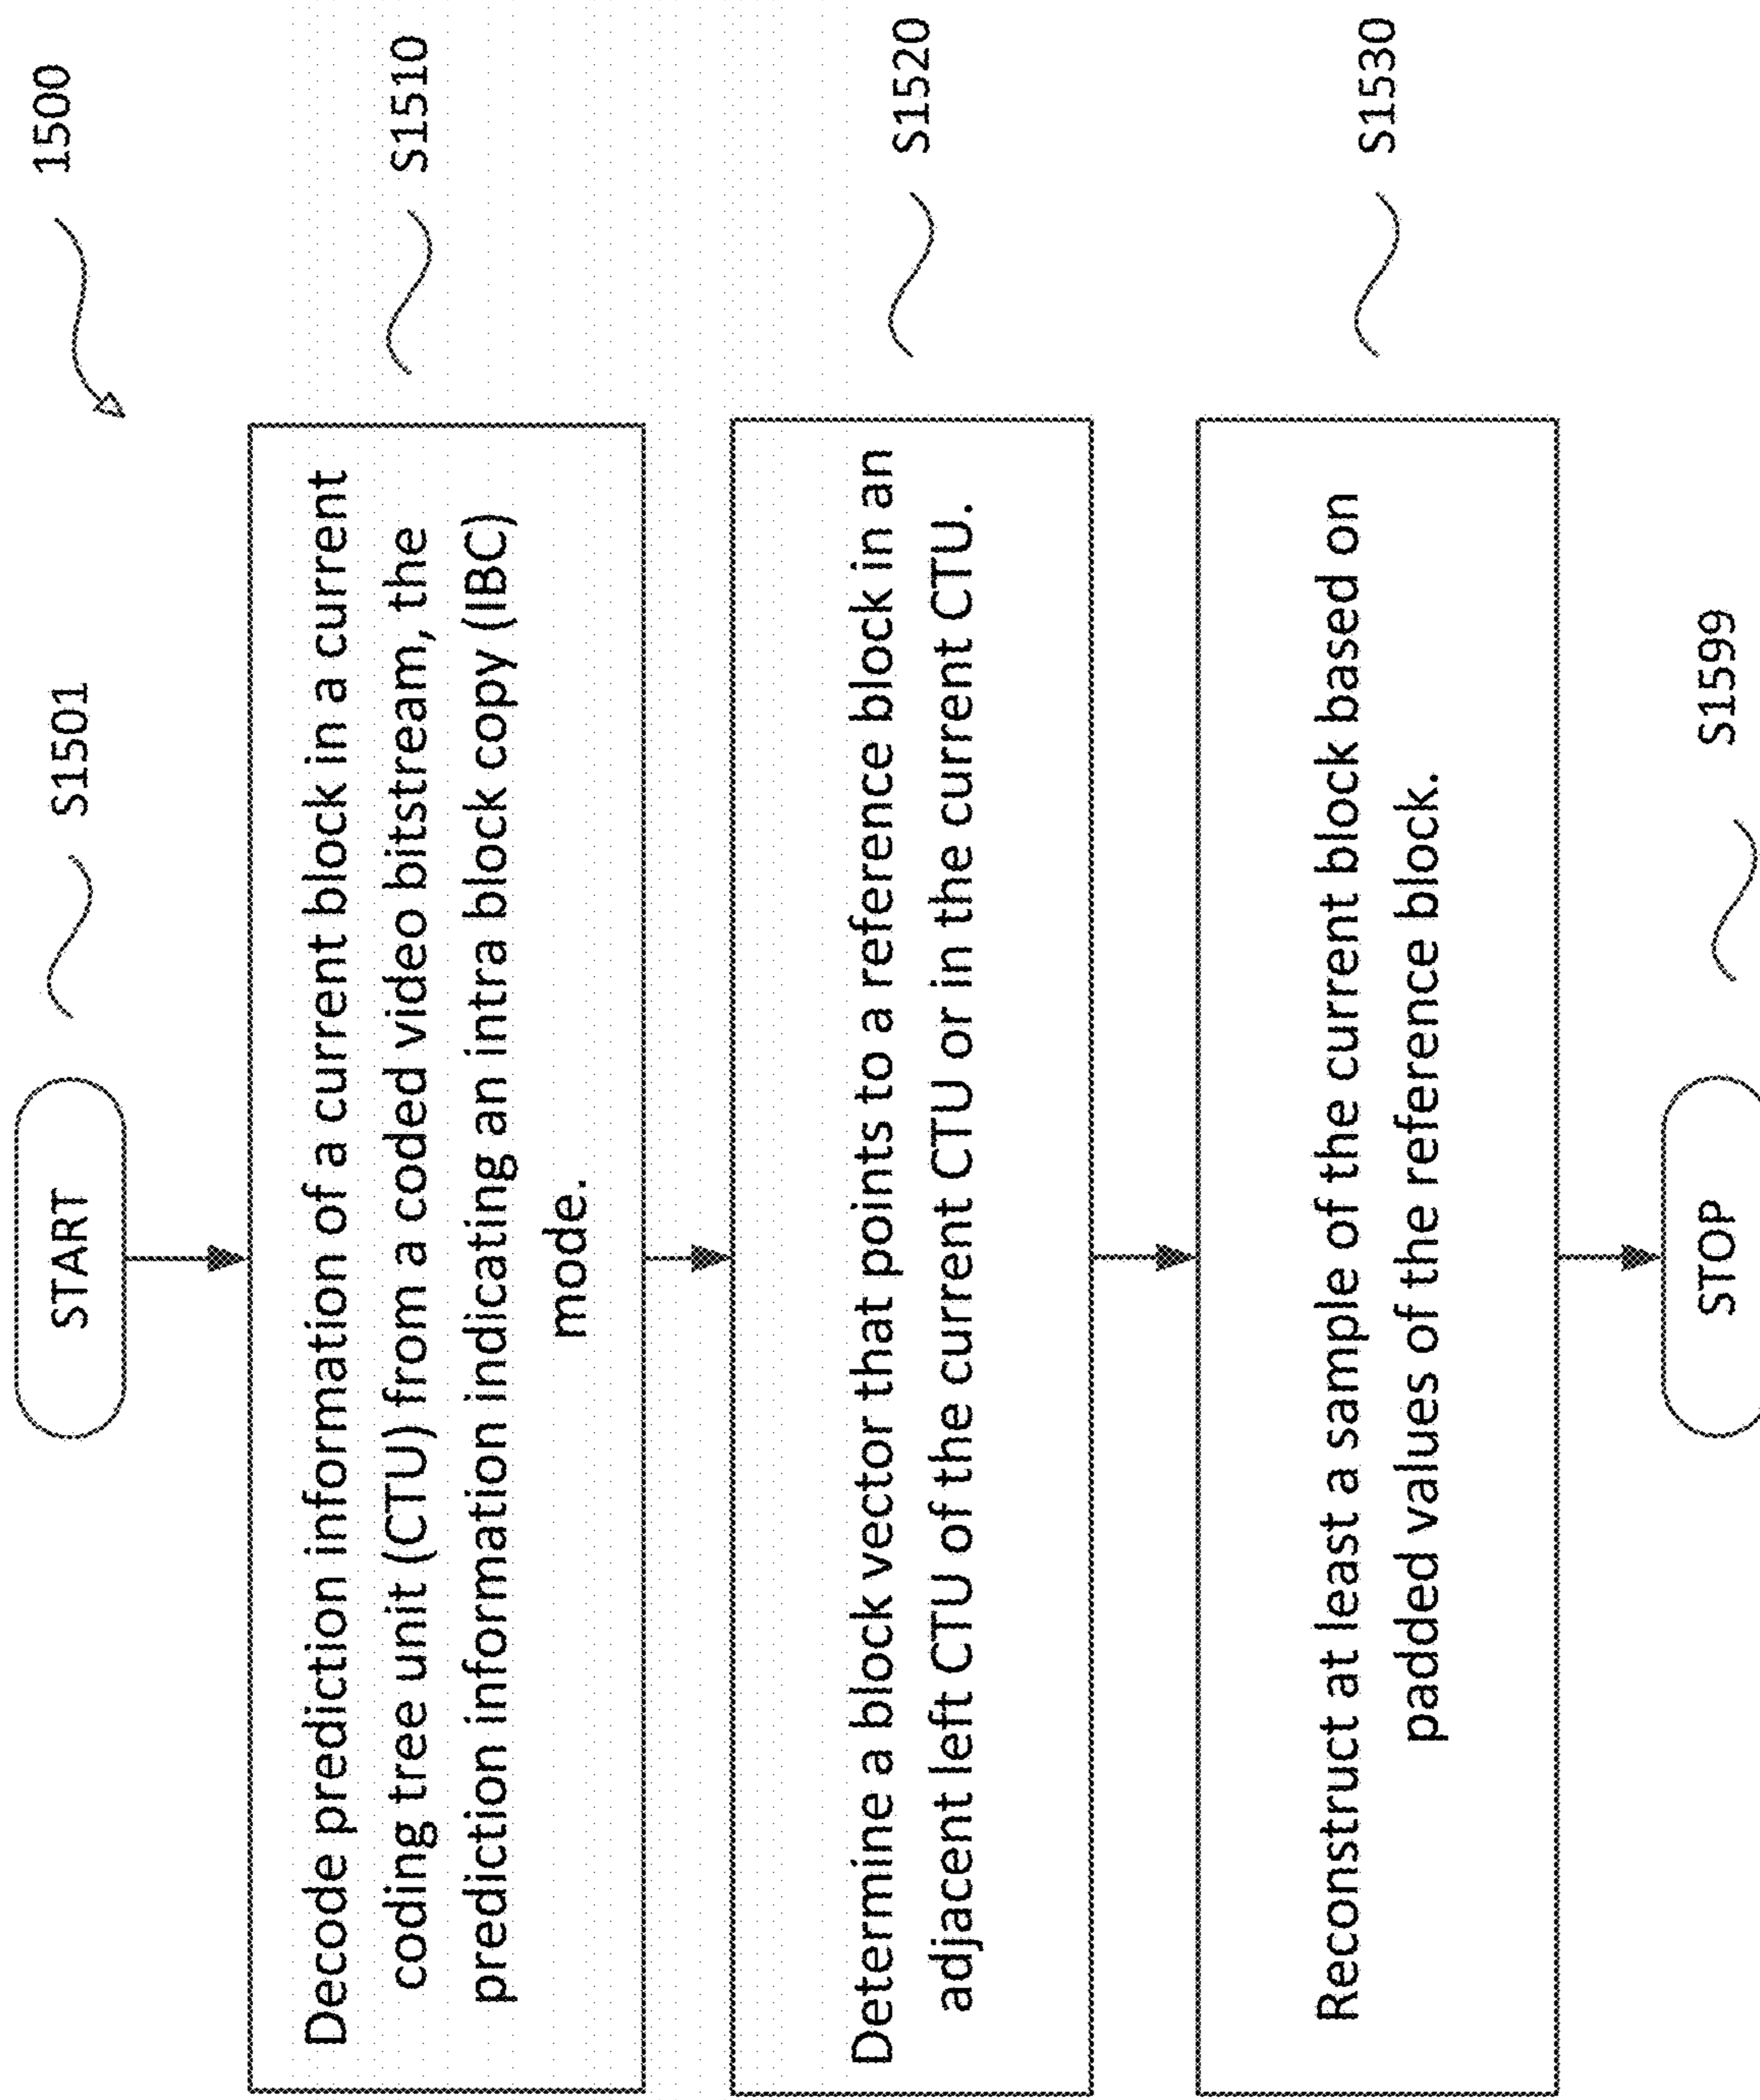 1500
START
S1501
Decode prediction information of a current block in a current
coding tree unit (CTU) from a coded video bitstream, the
prediction information indicating an intra block copy (IBC)
mode.
S1510
Determine a block vector that points to a reference block in an
adjacent left CTU of the current CTU or in the current CTU.
S1520
Reconstruct at least a sample of the current block based on
padded values of the reference block.
S1530
STOP
S1599